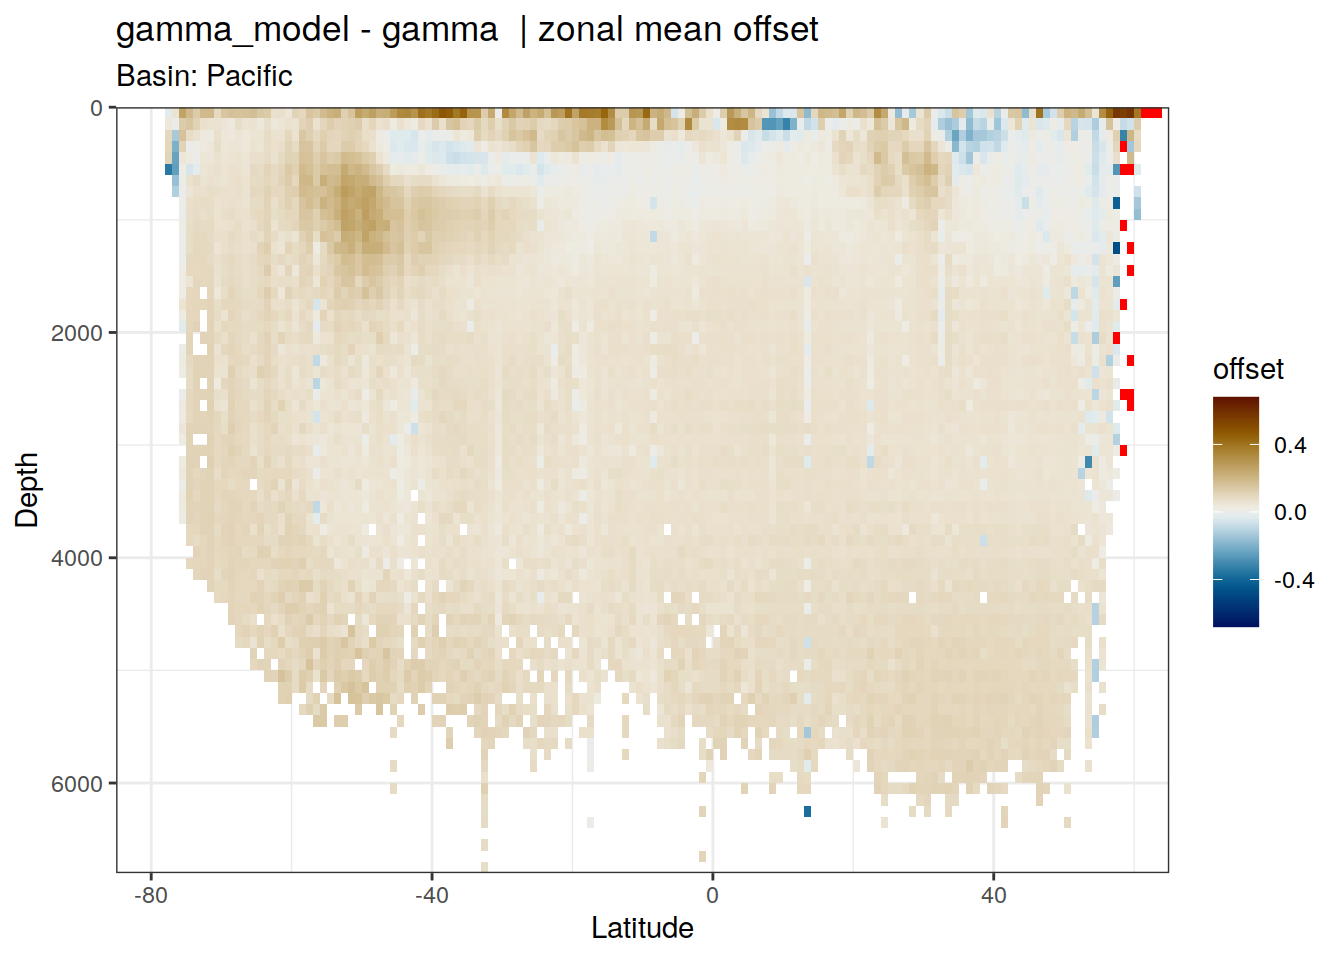 gamma_model - gamma  | zonal mean offset
Basin: Pacific
0
2000
4000
6000
Depth
-80
-40
0
40
Latitude
offset
0.4
0.0
-0.4